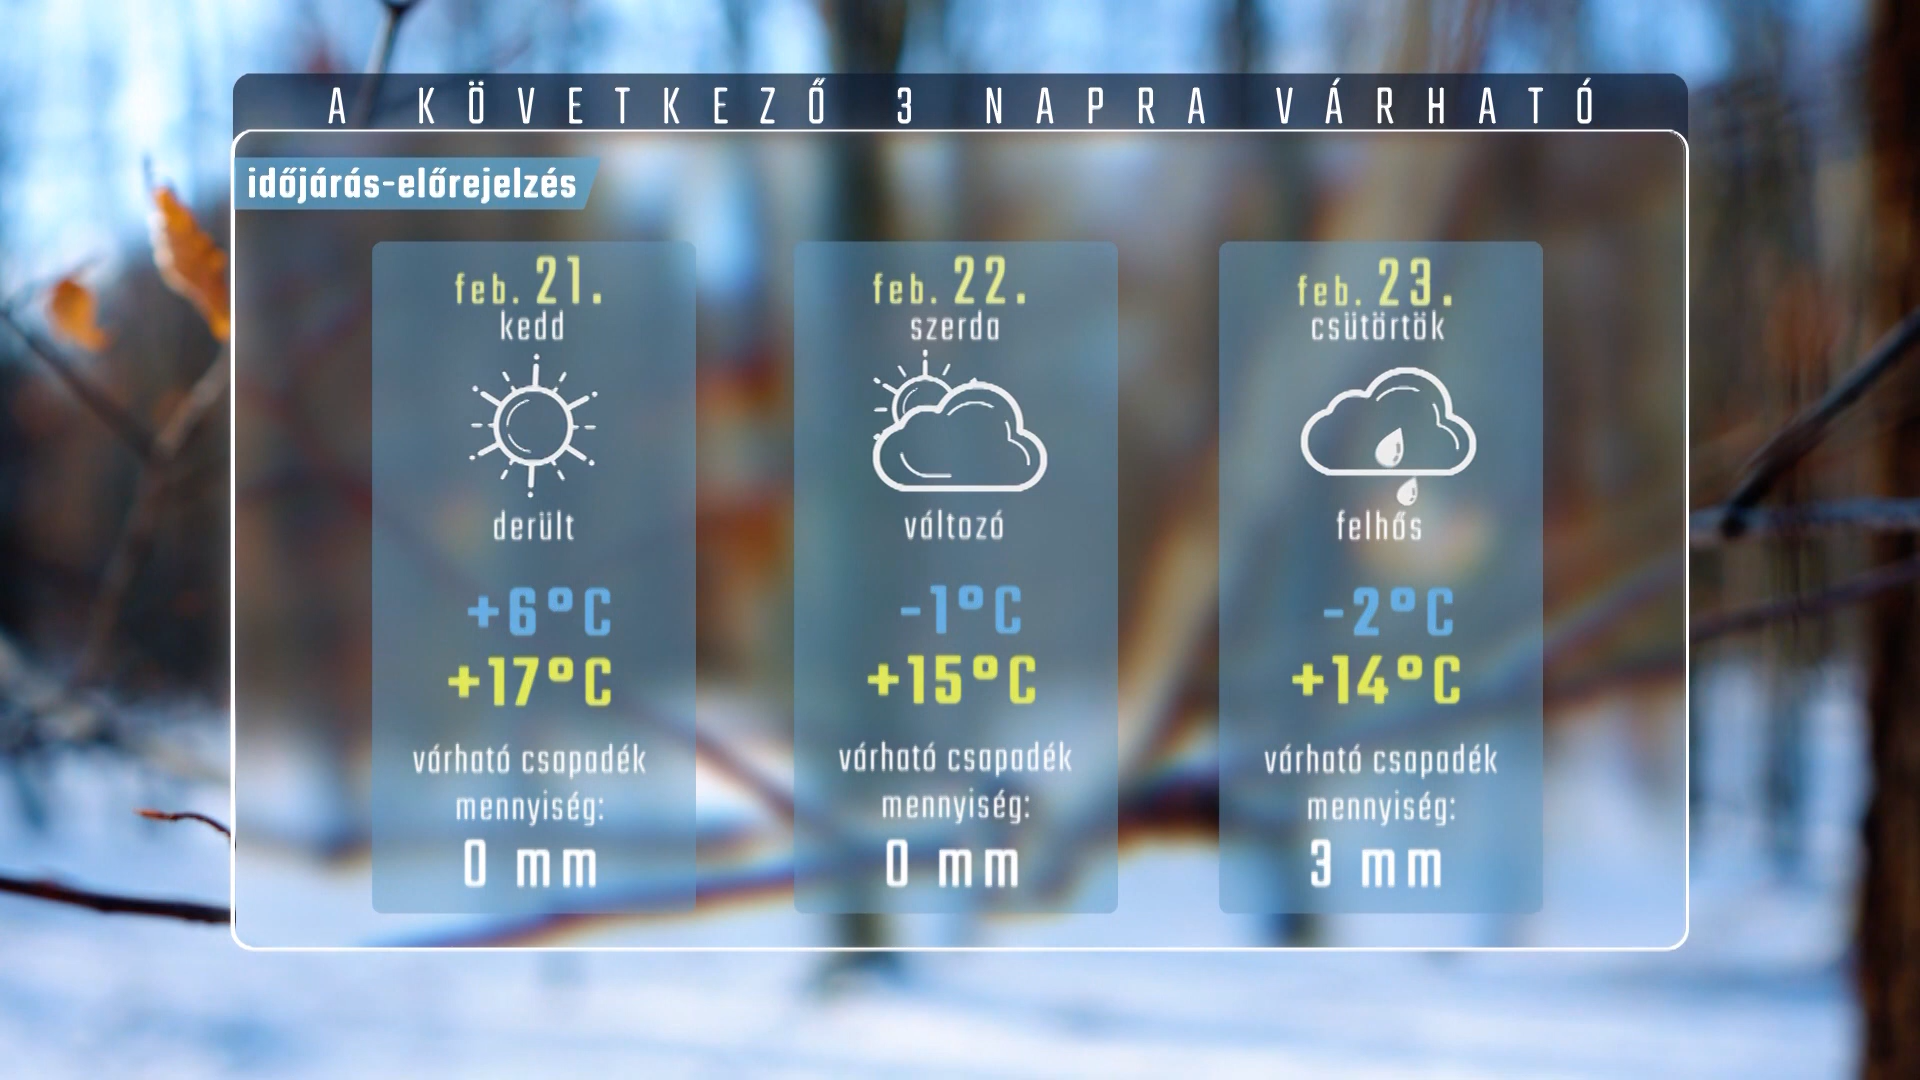 A KÖVETKEZŐ 3 NAPRA VÁRHATÓ
időjárás-előrejelzés
feb. 21.
kedd
derült
+6°C
+17°C
várható csapadék
mennyiség:
0 mm
feb. 22.
szerda
változó
-1°C
+15°C
várható csapadék
mennyiség:
0 mm
feb. 23.
csütörtök
felhős
-2°C
+14°C
várható csapadék
mennyiség:
3 mm